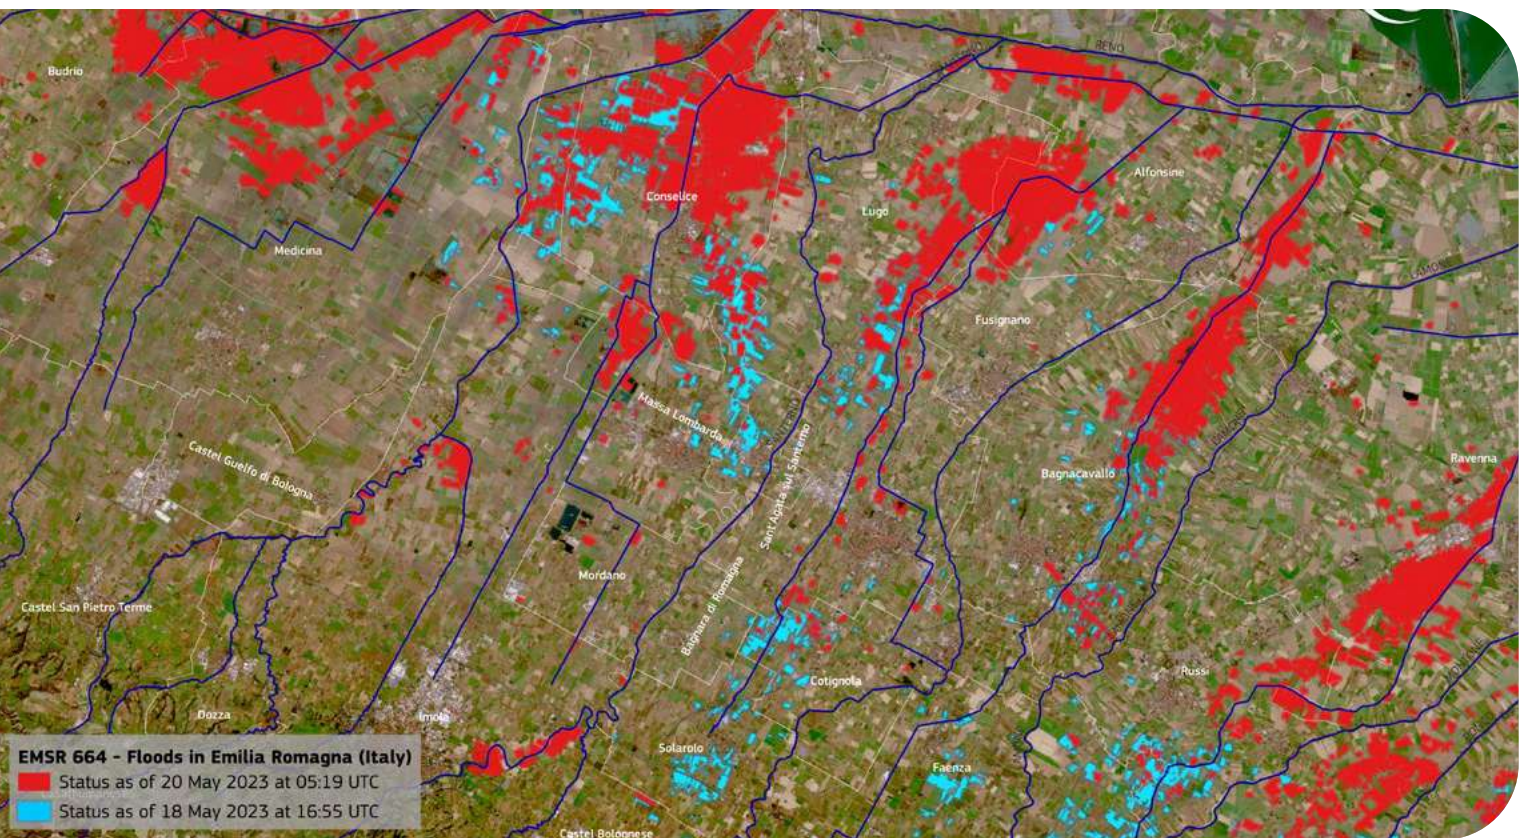 RENO
Budrio
Alfonsine
Conselice
Lugo
Medicina
Fusignano
Massa Lombarda
Castel Guelfo di Bologna
Sant'Agata sul Santerno
Bagnacavallo
Ravenna
Mordano
Bagnara di Romagna
Castel San Pietro Terme
Russi
Cotignola
Dozza
Imola
Solarolo
Faenza
EMSR 664 - Floods in Emilia Romagna (Italy)
Status as of 20 May 2023 at 05:19 UTC
Status as of 18 May 2023 at 16:55 UTC
Castel Bolognese